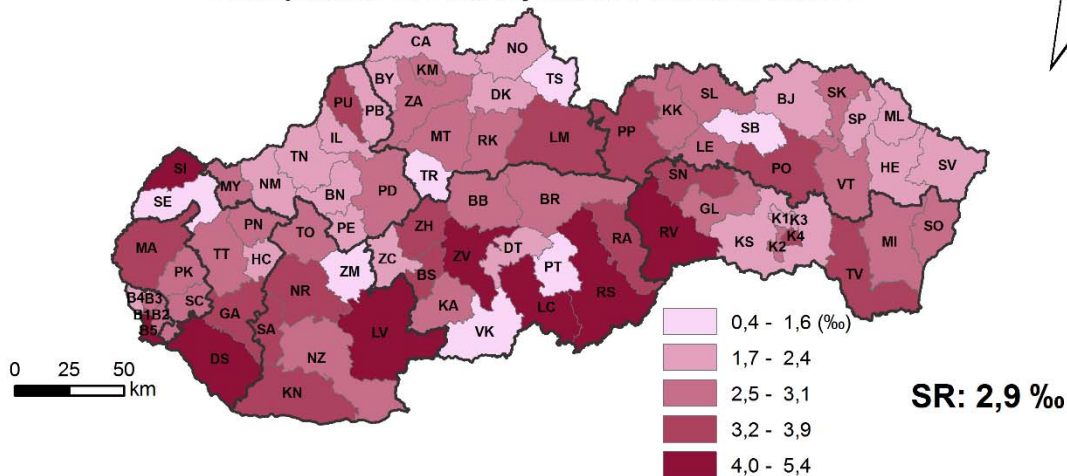 CA
NO
BY
KM
TS
PU
PB
ZA
DK
IL
MT
RK
LM
PP
KK
SL
SB
BJ
SK
SP
ML
LE
PO
HE
SV
VT
TN
TR
SI
MY
NM
BN
PD
SE
BB
BR
SN
GL
RV
K1
K3
K4
K2
KS
SO
MI
TV
PN
TO
PE
ZH
RA
MA
TT
HC
ZM
ZC
ZV
DT
PT
BS
PK
NR
KA
LC
RS
SC
B4B3
B1B2
B5
GA
SA
LV
VK
DS
NZ
KN
0 25 50
km
0,4 - 1,6 (‰)
1,7 - 2,4
2,5 - 3,1
3,2 - 3,9
4,0 - 5,4
SR: 2,9 ‰